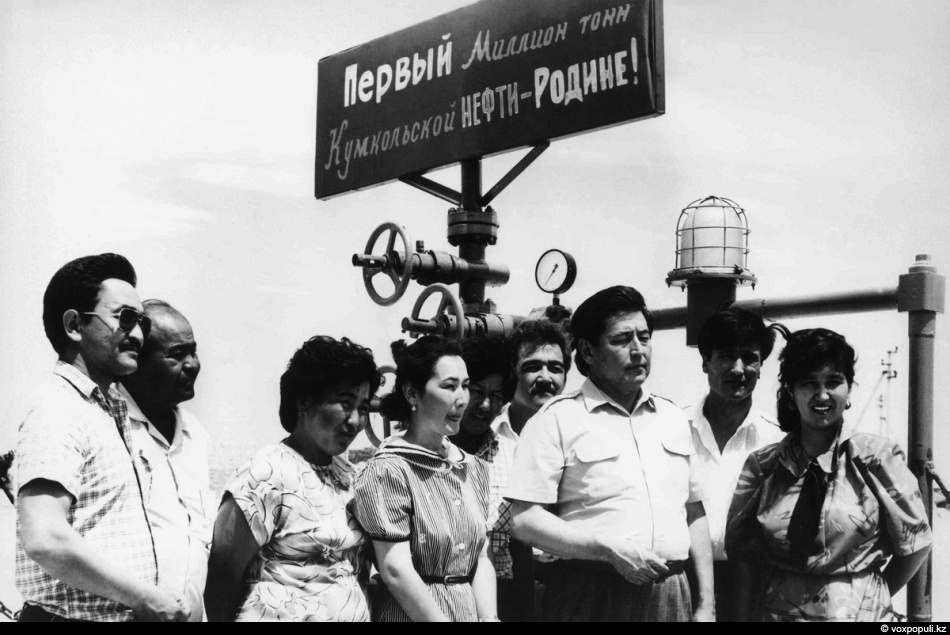 Первый Миллион тонн
Кумкольской НЕФТИ-РОДИНЕ!
© voxpopuli.kz